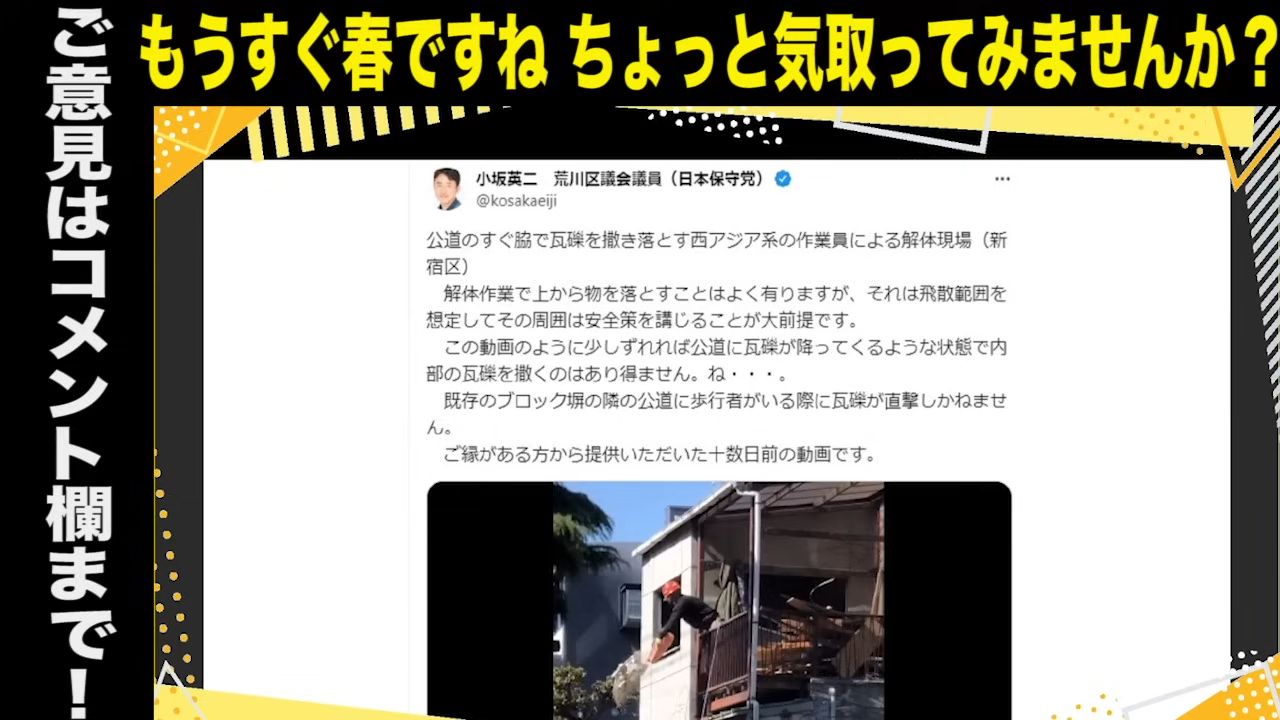 もうすぐ春ですね ちょっと気取ってみませんか？
ご意見はコメント欄まで！
小坂英二 荒川区議会議員（日本保守党）
@kosakaeiji
公道のすぐ脇で瓦礫を撒き落とす西アジア系の作業員による解体現場（新
宿区）
解体作業で上から物を落とすことはよく有りますが、それは飛散範囲を
想定してその周囲は安全策を講じることが大前提です。
この動画のように少しずれれば公道に瓦礫が降ってくるような状態で内
部の瓦礫を撒くのはあり得ません。ね・・・。
既存のブロック塀の隣の公道に歩行者がいる際に瓦礫が直撃しかねませ
ん。
ご縁がある方から提供いただいた十数日前の動画です。